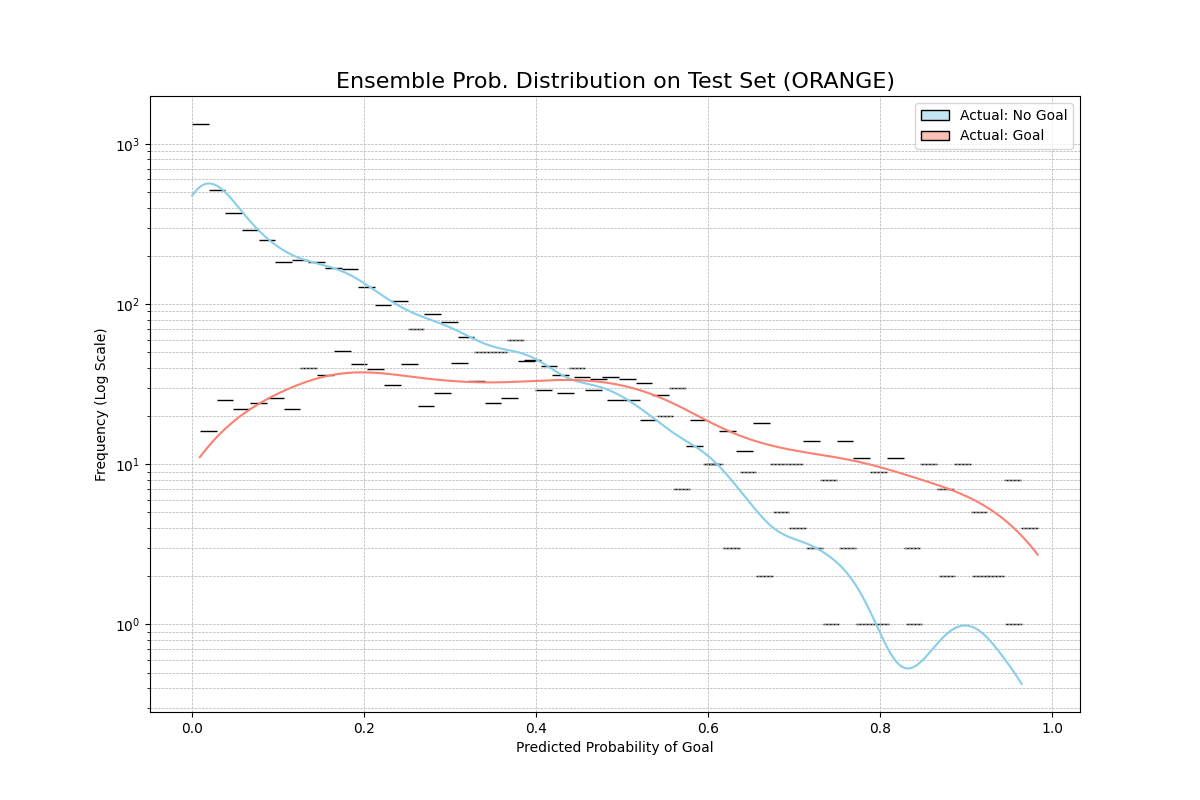 Ensemble Prob. Distribution on Test Set (ORANGE)
Actual: No Goal
Actual: Goal
Frequency (Log Scale)
10³
10²
10¹
10⁰
0.0 0.2 0.4 0.6 0.8 1.0
Predicted Probability of Goal